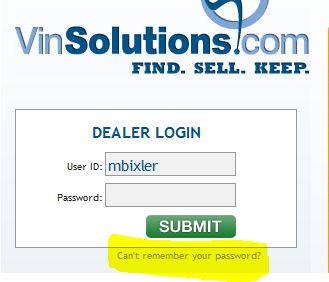 VinSolutions.com
FIND. SELL. KEEP.
DEALER LOGIN
User ID: mbixler
Password:
SUBMIT
Can't remember your password?